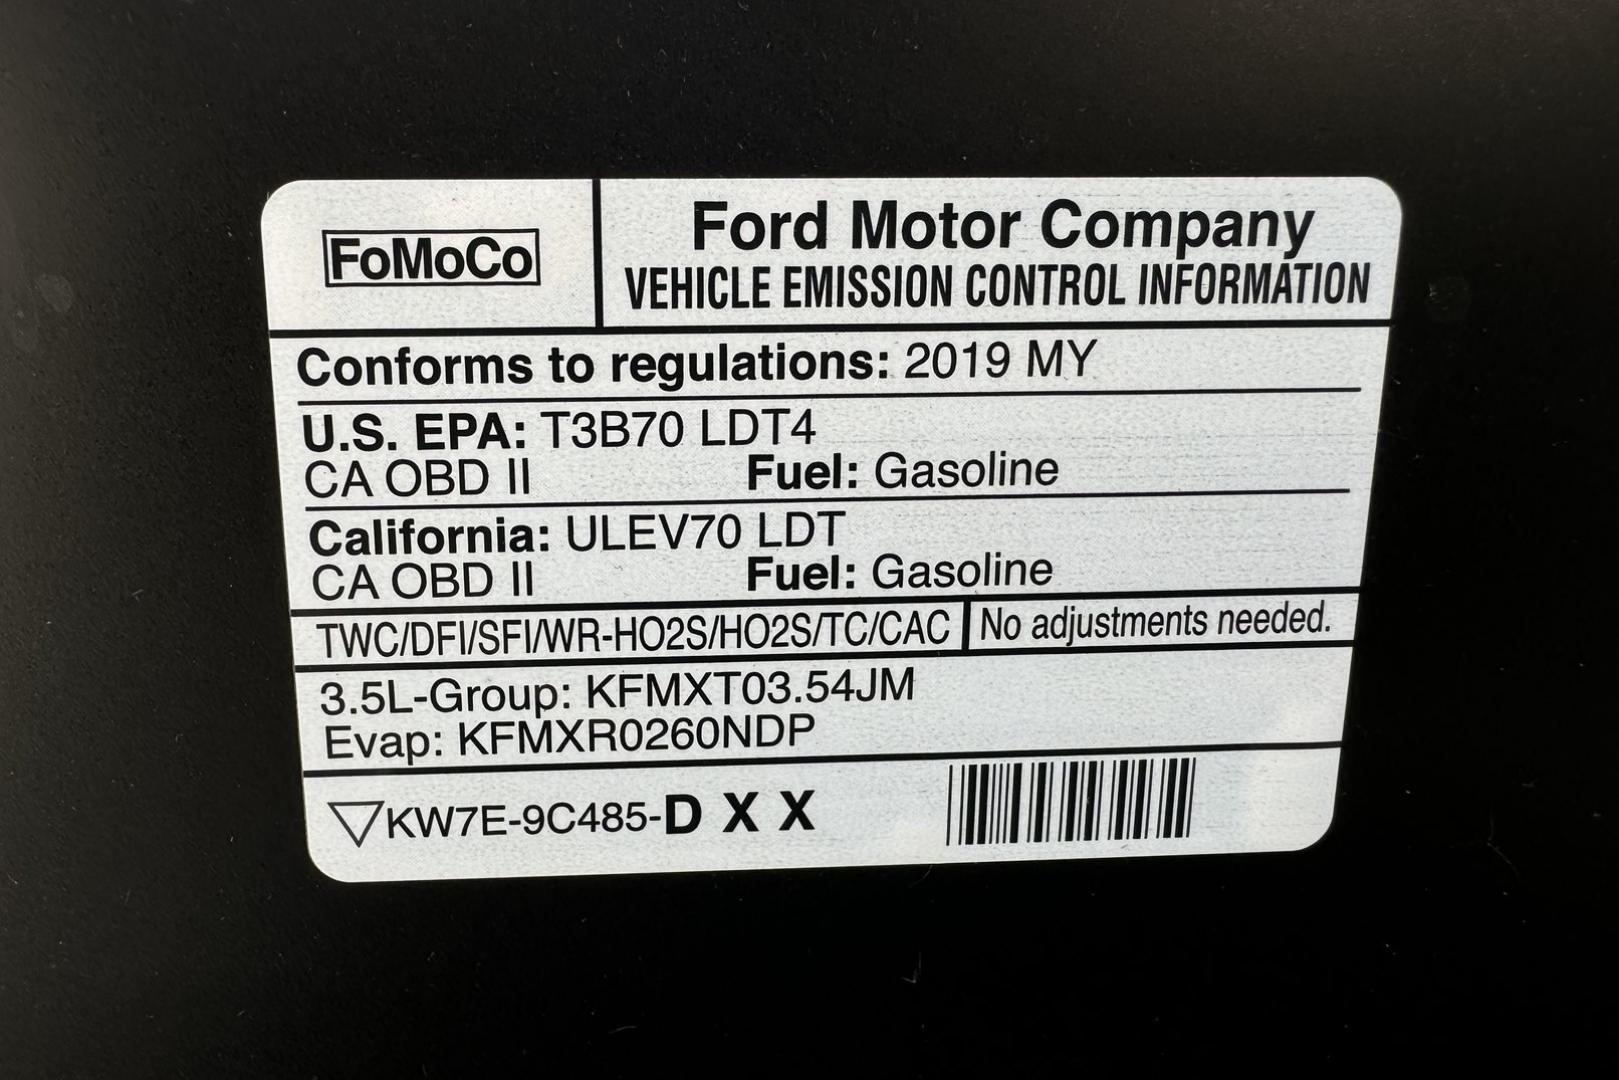 FoMoCo
Ford Motor Company
VEHICLE EMISSION CONTROL INFORMATION
Conforms to regulations: 2019 MY
U.S. EPA: T3B70 LDT4
CA OBD II Fuel: Gasoline
California: ULEV70 LDT
CA OBD II Fuel: Gasoline
TWC/DFI/SFI/WR-HO2S/HO2S/TC/CAC No adjustments needed.
3.5L-Group: KFMXT03.54JM
Evap: KFMXR0260NDP
KW7E-9C485-D X X